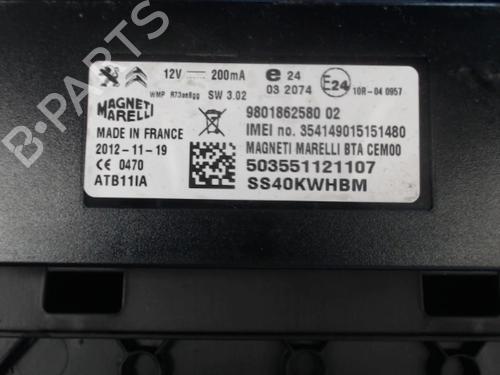 12V 200mA
e 24
03 2074
E24
10R-04 0957
WMP R73en8gg SW 3.02
MAGNETI
MARELLI
MADE IN FRANCE
2012-11-19
CE 0470
ATB11IA
9801862580 02
IMEI no. 354149015151480
MAGNETI MARELLI BTA CEM00
503551121107
SS40KWHBM
B-PARTS